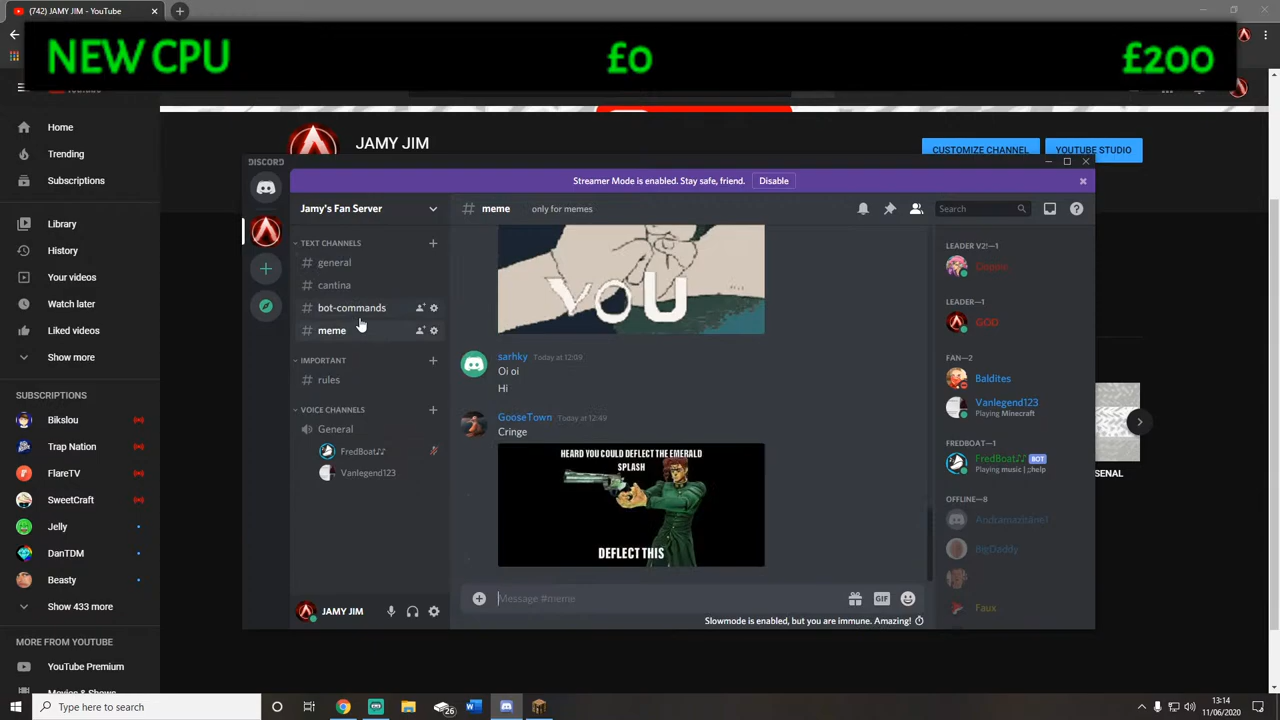 (742) JAMY JIM - YouTube
NEW CPU £0 £200
Home
Trending
Subscriptions
Library
History
Your videos
Watch later
Liked videos
Show more
SUBSCRIPTIONS
Bikslou
Trap Nation
FlareTV
SweetCraft
Jelly
DanTDM
Beasty
Show 433 more
MORE FROM YOUTUBE
YouTube Premium
Movies & Shows
JAMY JIM
CUSTOMIZE CHANNEL
YOUTUBE STUDIO
DISCORD
Streamer Mode is enabled. Stay safe, friend. Disable
Jamy's Fan Server
# meme only for memes
Search
TEXT CHANNELS
# general
# cantina
# bot-commands
# meme
IMPORTANT
# rules
VOICE CHANNELS
General
FredBoat♪♪
Vanlegend123
JAMY JIM
YOU
sarhky Today at 12:09
Oi oi
Hi
GooseTown Today at 12:49
Cringe
HEARD YOU COULD DEFLECT THE EMERALD
SPLASH
DEFLECT THIS
Message #meme
GIF
Slowmode is enabled, but you are immune. Amazing!
LEADER V2!—1
LEADER—1
GOD
FAN—2
Baldites
Vanlegend123
Playing Minecraft
FREDBOAT—1
FredBoat♪♪ BOT
Playing music | ;;help
OFFLINE—8
BigDaddy
Faux
SENAL
Type here to search
26
13:14
11/06/2020